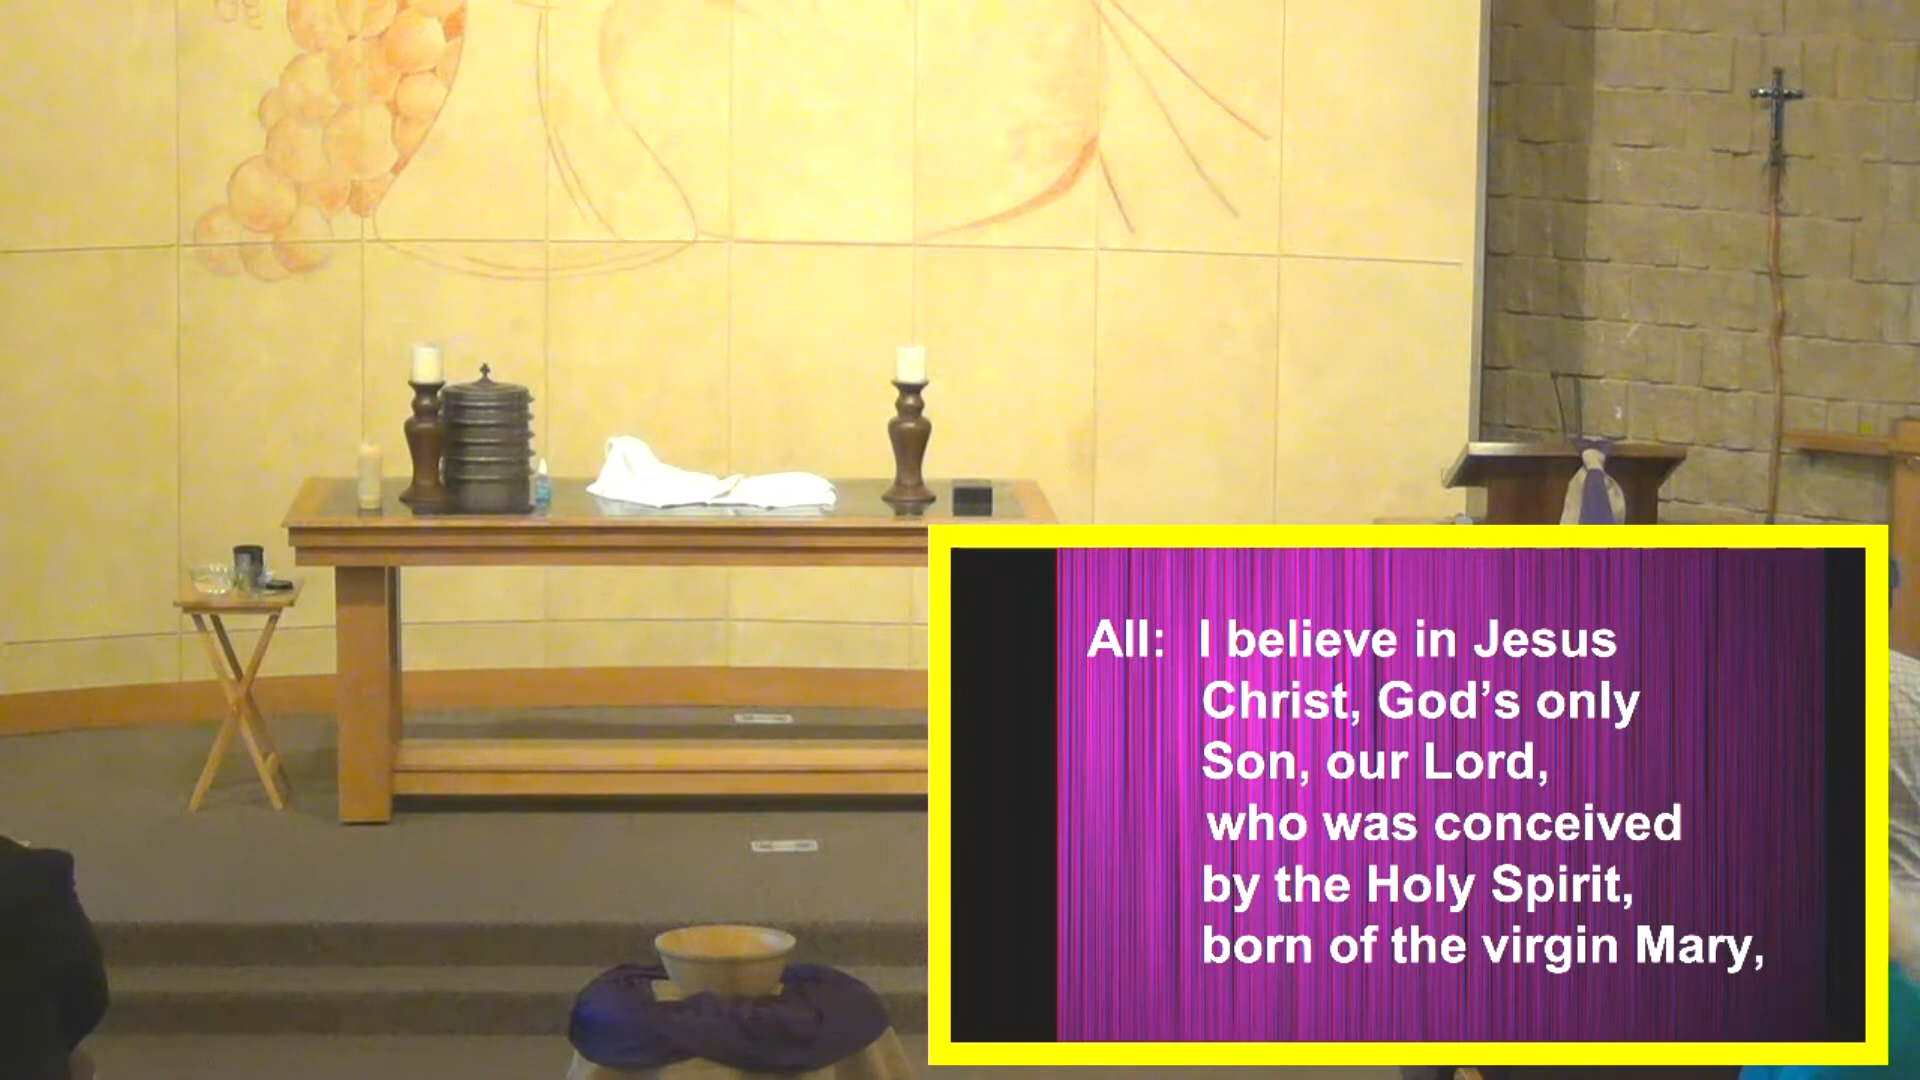 All: I believe in Jesus
Christ, God's only
Son, our Lord,
who was conceived
by the Holy Spirit,
born of the virgin Mary,